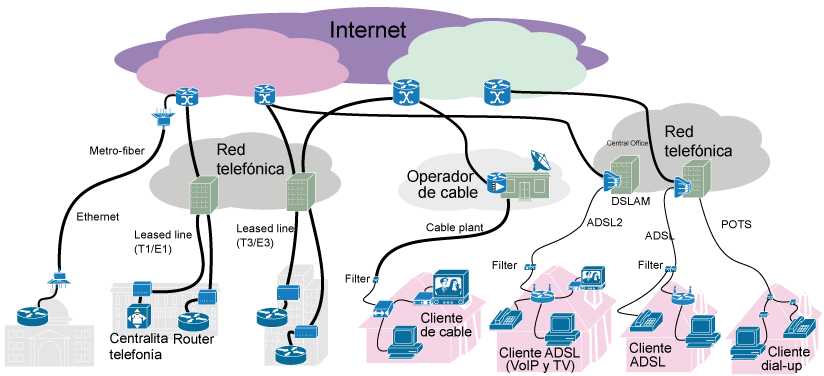 Internet
Metro-fiber
Red
telefónica
Operador
de cable
Central Office
Red
telefónica
DSLAM
Ethernet
Leased line
(T1/E1)
Leased line
(T3/E3)
Cable plant
ADSL2
ADSL
POTS
Filter
Filter
Filter
Centralita
telefonía
Router
Cliente
de cable
Cliente ADSL
(VoIP y TV)
Cliente
ADSL
Cliente
dial-up